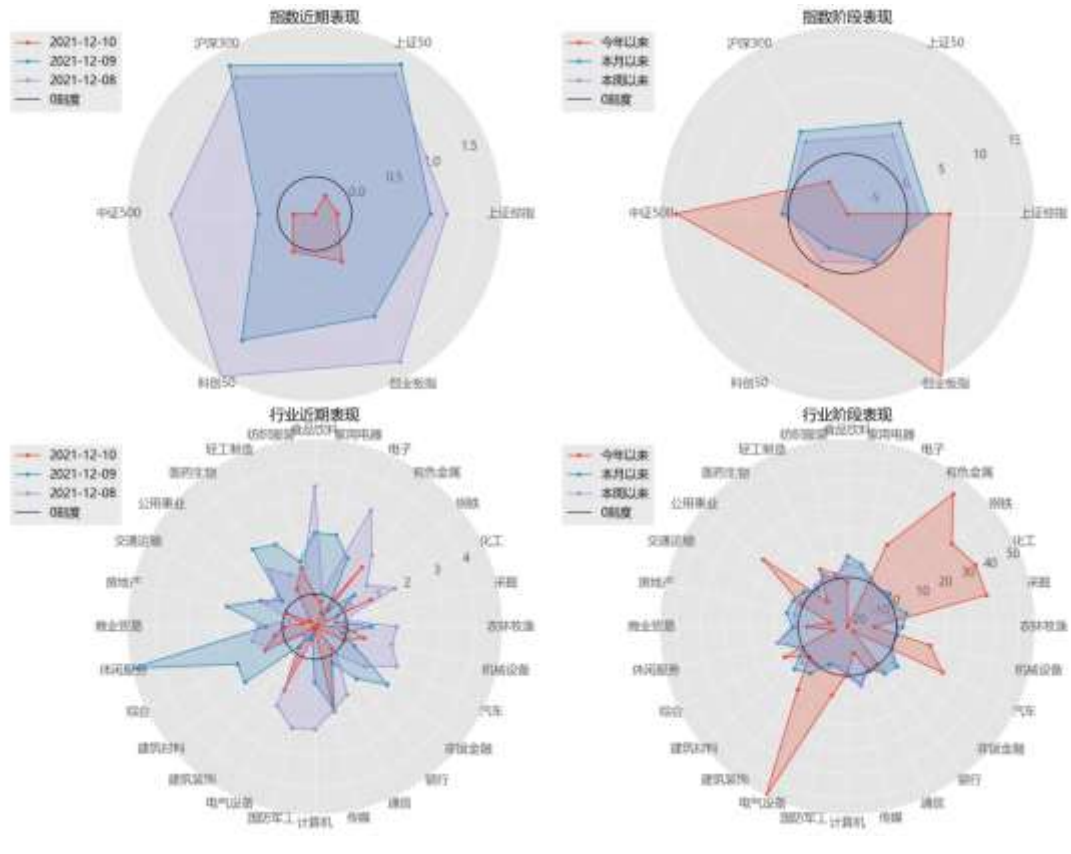 指数近期表现
2021-12-10
2021-12-09
2021-12-08
0刻度
沪深300
上证50
1.5
1.0
0.5
0.0
中证500
上证综指
科创50
创业板指
指数阶段表现
今年以来
本月以来
本周以来
0刻度
沪深300
上证50
15
10
5
-5
中证500
上证综指
科创50
创业板指
行业近期表现
2021-12-10
2021-12-09
2021-12-08
0刻度
纺织服装
食品饮料
家用电器
轻工制造
电子
医药生物
有色金属
公用事业
钢铁
交通运输
化工
4
3
2
房地产
采掘
商业贸易
农林牧渔
休闲服务
机械设备
综合
汽车
建筑材料
非银金融
建筑装饰
银行
电气设备
通信
国防军工
计算机
传媒
行业阶段表现
今年以来
本月以来
本周以来
0刻度
纺织服装
食品饮料
家用电器
轻工制造
电子
医药生物
有色金属
公用事业
钢铁
交通运输
化工
50
40
30
20
10
0
房地产
采掘
商业贸易
农林牧渔
休闲服务
机械设备
综合
汽车
建筑材料
非银金融
建筑装饰
银行
电气设备
通信
国防军工
计算机
传媒